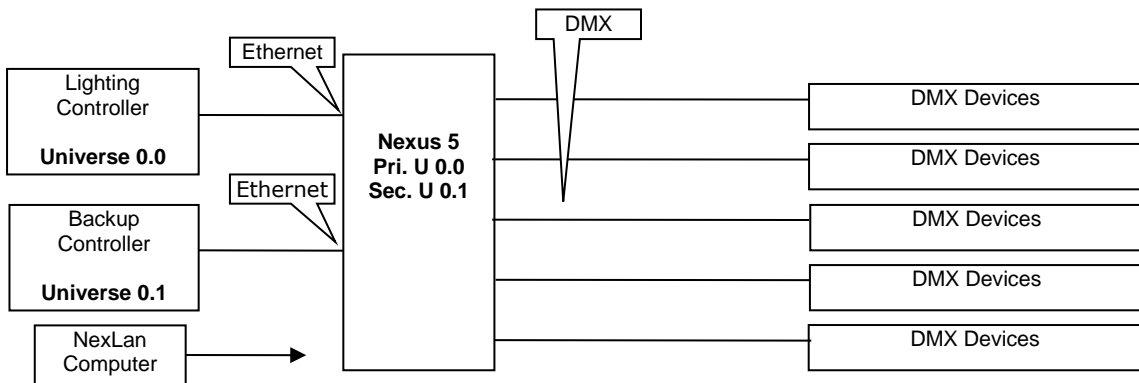 DMX
Ethernet
Lighting
Controller
Universe 0.0
Ethernet
Backup
Controller
Universe 0.1
NexLan
Computer
Nexus 5
Pri. U 0.0
Sec. U 0.1
DMX Devices
DMX Devices
DMX Devices
DMX Devices
DMX Devices